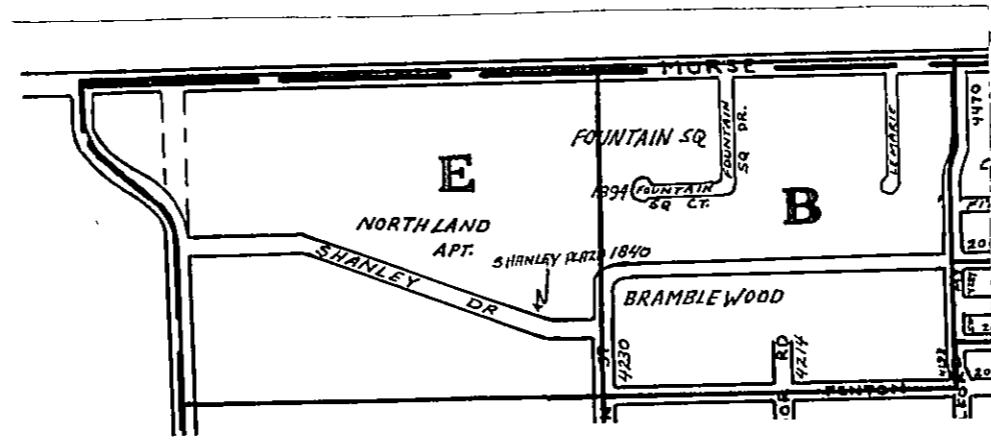 MORSE
4470
FOUNTAIN SQ
FOUNTAIN
SQ DR.
LEMARIE
E
1894
FOUNTAIN
SQ CT.
B
NORTHLAND
APT.
SHANLEY PLAZA 1840
SHANLEY DR
BRAMBLEWOOD
4230
RD
4214
FENTON